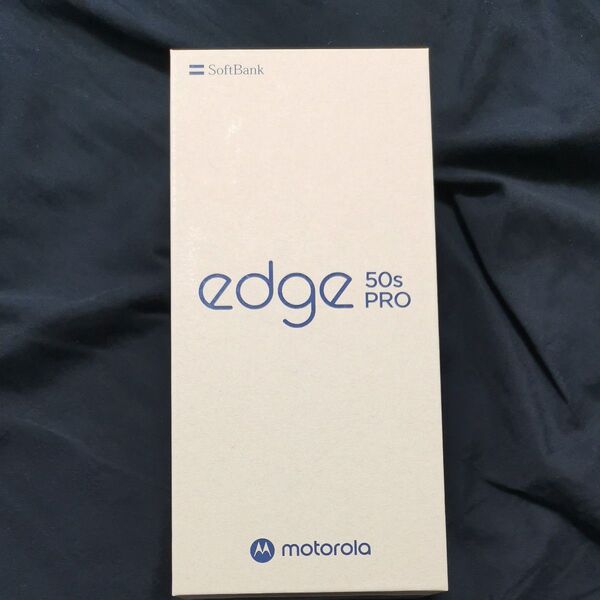 SoftBank
edge 50s
PRO
motorola